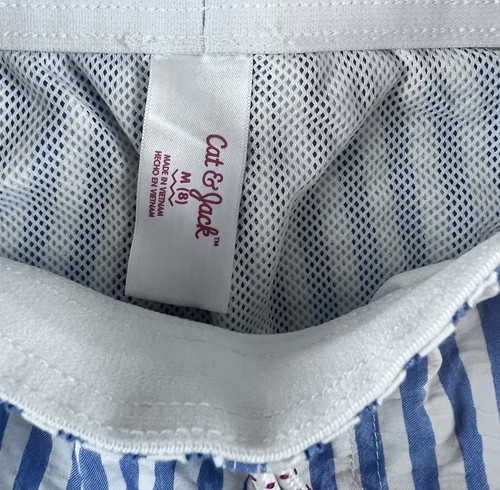 Cat & Jack™
M (8)
MADE IN VIETNAM
HECHO EN VIETNAM